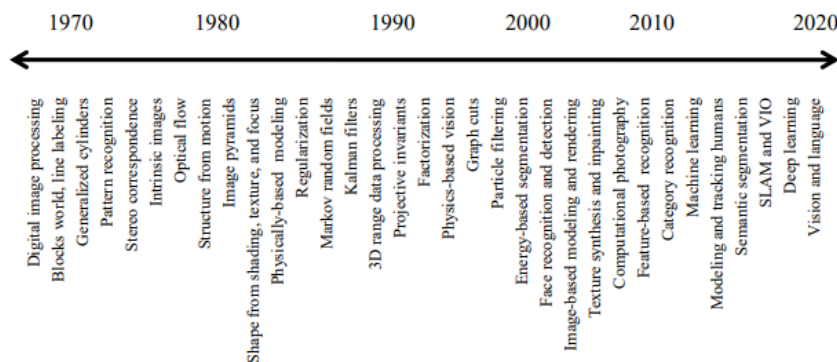 1970 1980 1990 2000 2010 2020
Digital image processing
Blocks world, line labeling
Generalized cylinders
Pattern recognition
Stereo correspondence
Intrinsic images
Optical flow
Structure from motion
Image pyramids
Shape from shading, texture, and focus
Physically-based modeling
Regularization
Markov random fields
Kalman filters
3D range data processing
Projective invariants
Factorization
Physics-based vision
Graph cuts
Particle filtering
Energy-based segmentation
Face recognition and detection
Image-based modeling and rendering
Texture synthesis and inpainting
Computational photography
Feature-based recognition
Category recognition
Machine learning
Modeling and tracking humans
Semantic segmentation
SLAM and VIO
Deep learning
Vision and language